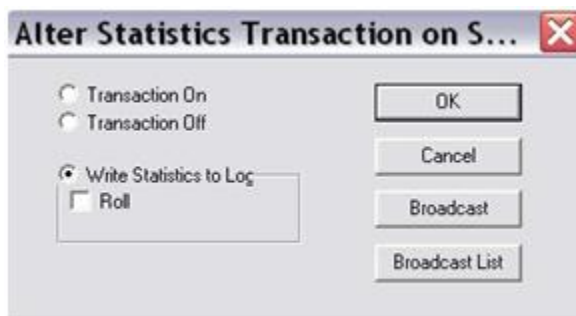 Alter Statistics Transaction on S...
Transaction On
Transaction Off
Write Statistics to Log
Roll
OK
Cancel
Broadcast
Broadcast List